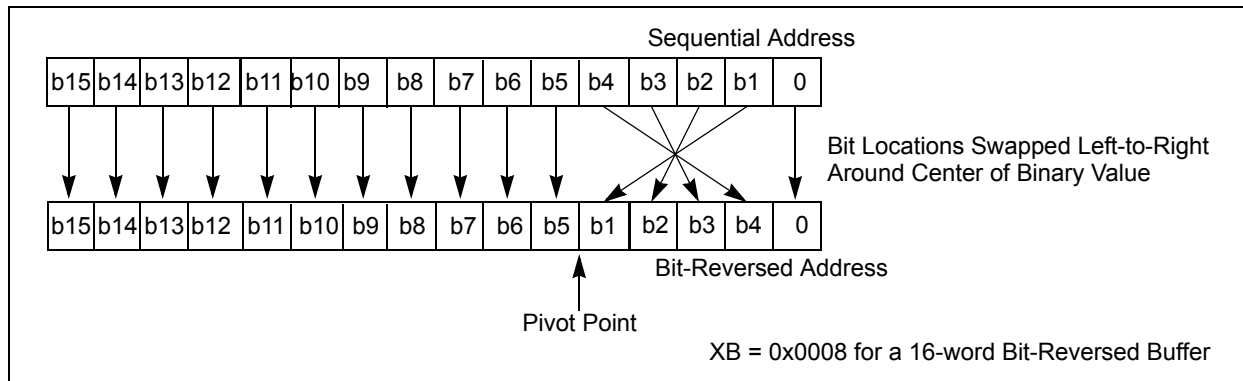 Sequential Address
b15 b14 b13 b12 b11 b10 b9 b8 b7 b6 b5 b4 b3 b2 b1 0
Bit Locations Swapped Left-to-Right
Around Center of Binary Value
b15 b14 b13 b12 b11 b10 b9 b8 b7 b6 b5 b1 b2 b3 b4 0
Bit-Reversed Address
Pivot Point
XB = 0x0008 for a 16-word Bit-Reversed Buffer